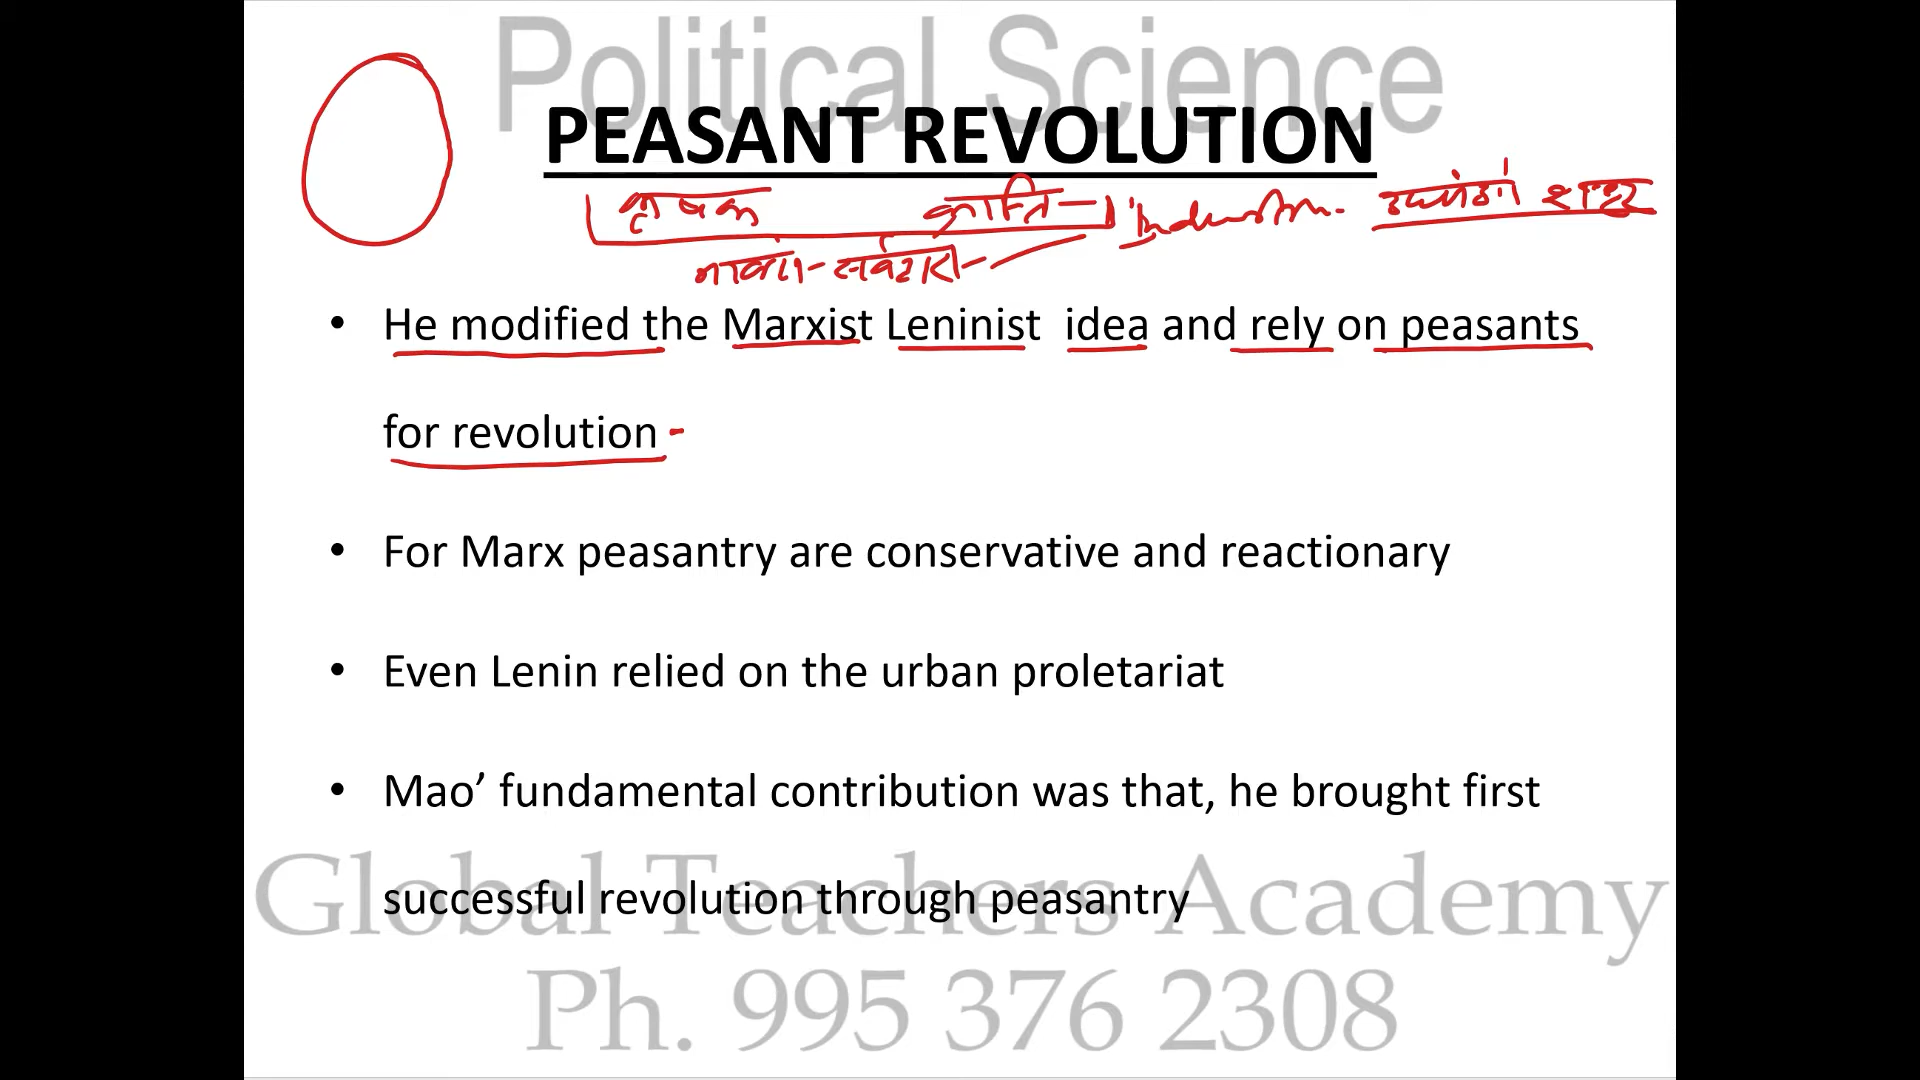 Political Science
PEASANT REVOLUTION
कृषक क्रान्ति
• He modified the Marxist Leninist idea and rely on peasants
for revolution -
• For Marx peasantry are conservative and reactionary
• Even Lenin relied on the urban proletariat
• Mao’ fundamental contribution was that, he brought first
successful revolution through peasantry
Global Teachers Academy
Ph. 995 376 2308